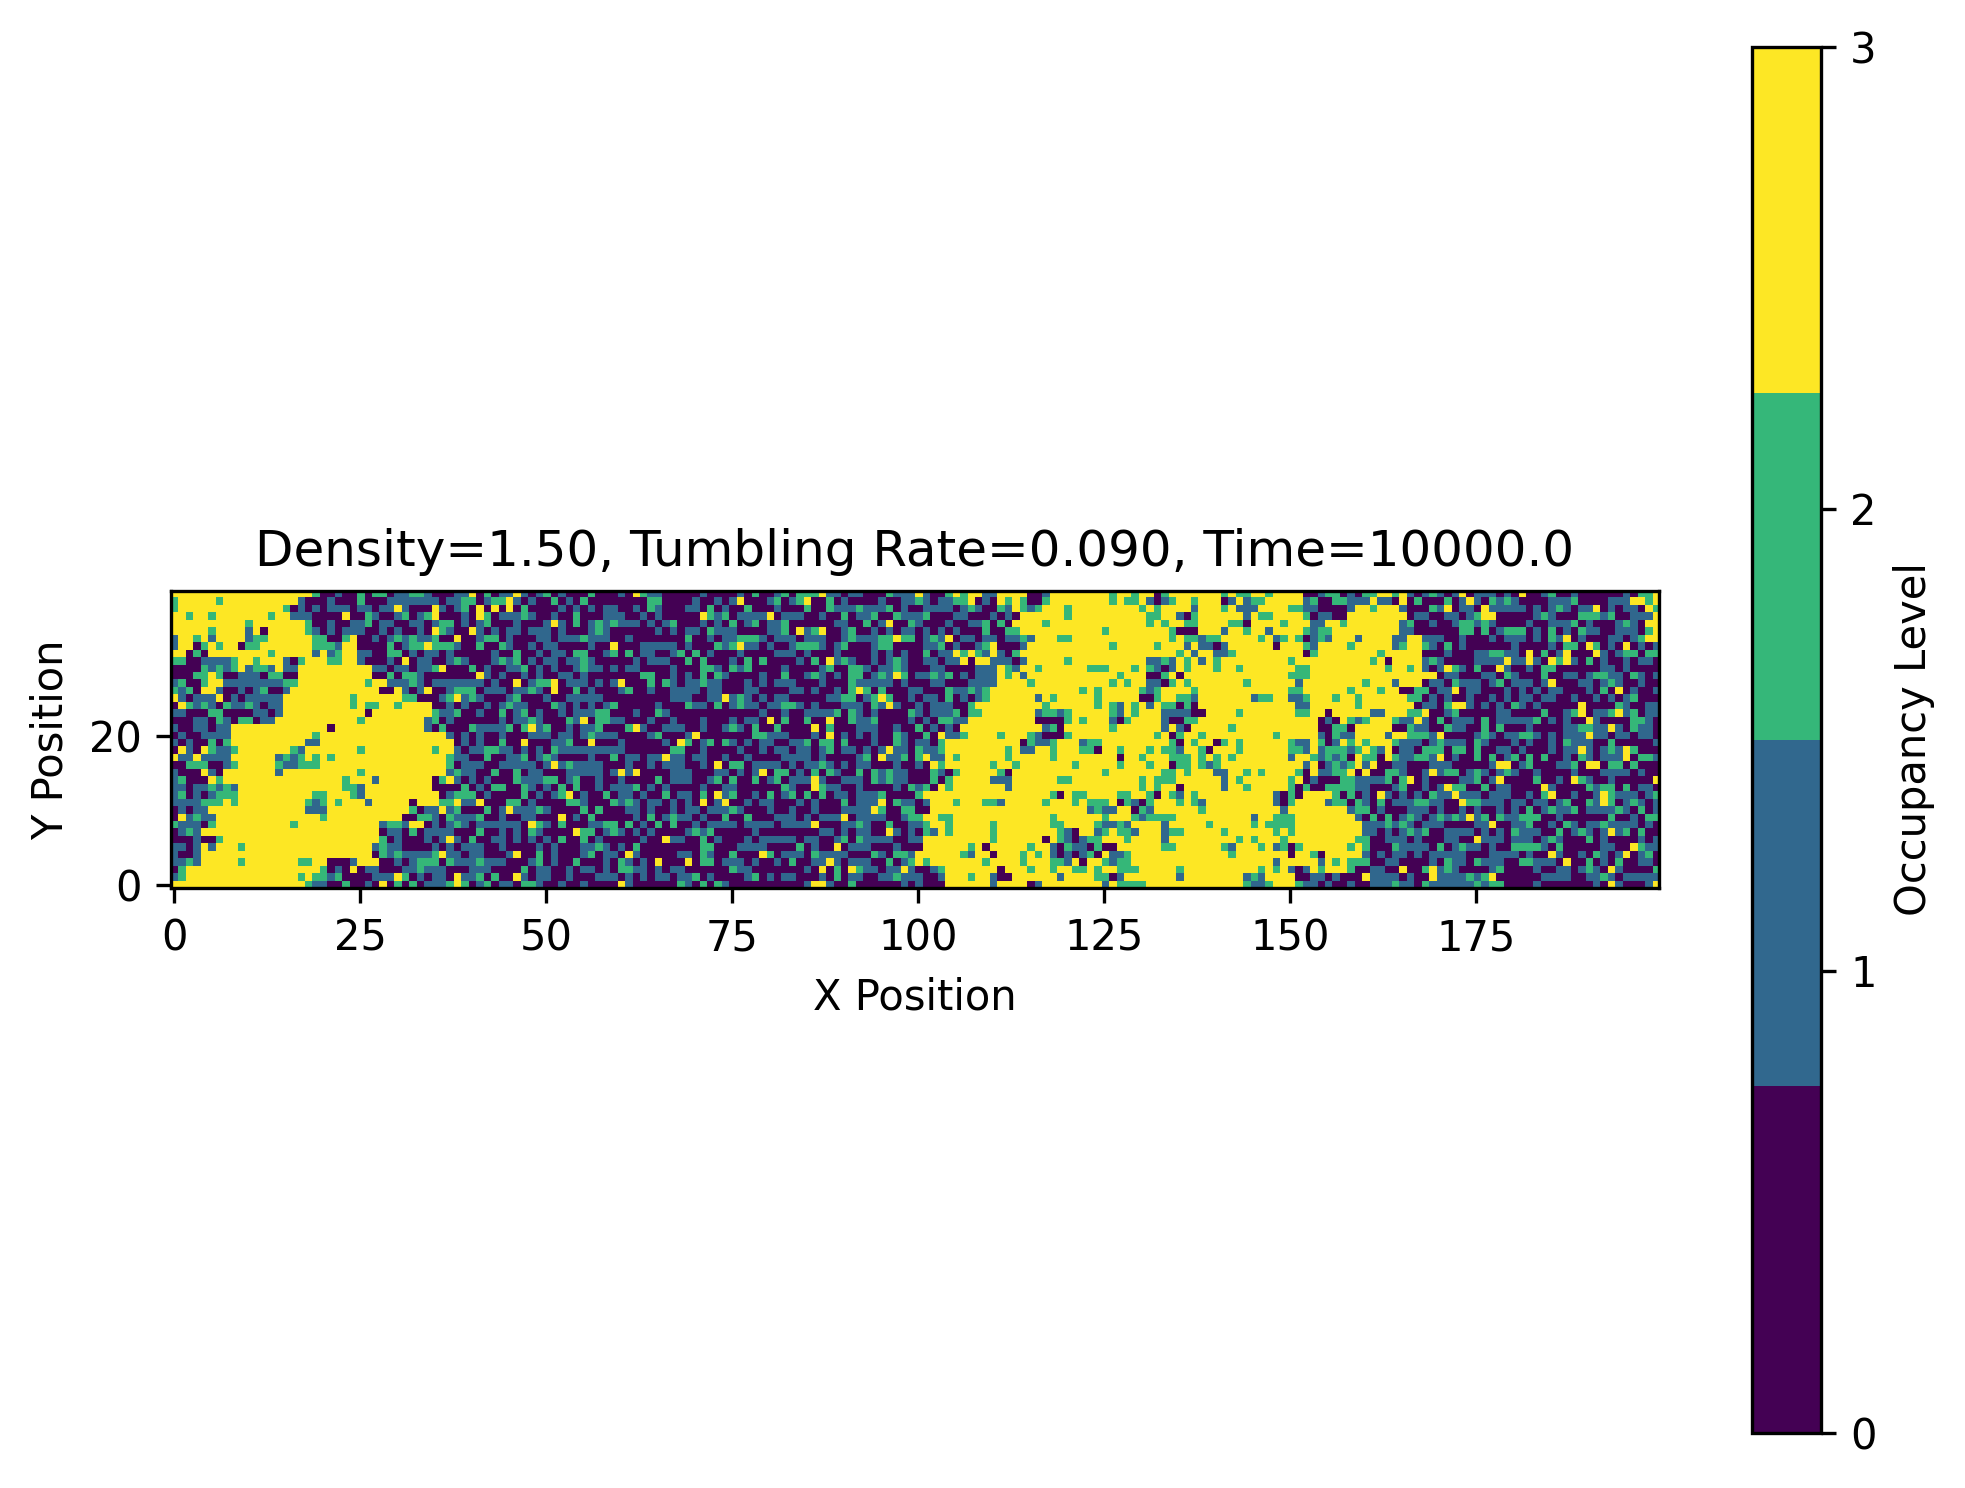 Density=1.50, Tumbling Rate=0.090, Time=10000.0
Y Position
20
0
0 25 50 75 100 125 150 175
X Position
3
2
1
0
Occupancy Level